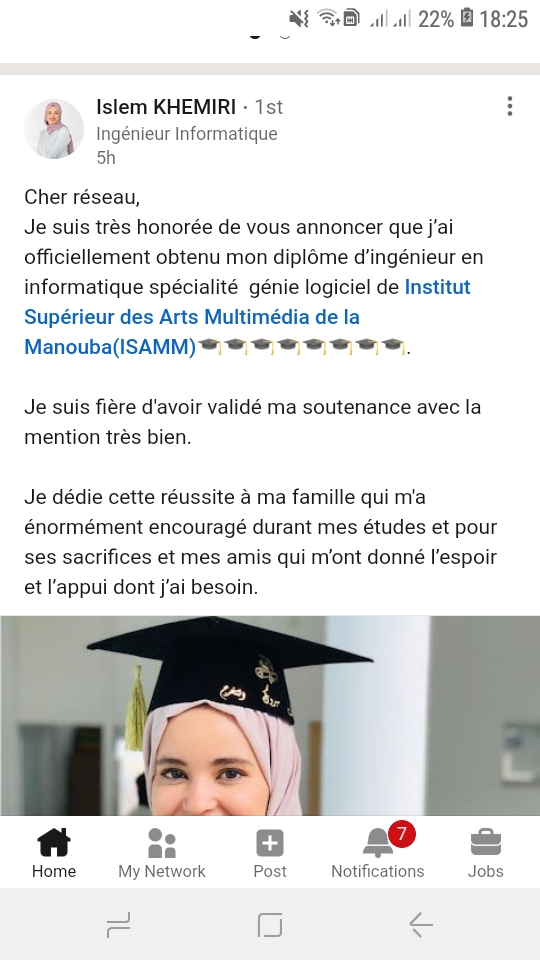 22% 18:25
Islem KHEMIRI · 1st
Ingénieur Informatique
5h
Cher réseau,
Je suis très honorée de vous annoncer que j’ai
officiellement obtenu mon diplôme d’ingénieur en
informatique spécialité  génie logiciel de Institut
Supérieur des Arts Multimédia de la
Manouba(ISAMM)🎓🎓🎓🎓🎓🎓🎓🎓.
Je suis fière d'avoir validé ma soutenance avec la
mention très bien.
Je dédie cette réussite à ma famille qui m'a
énormément encouragé durant mes études et pour
ses sacrifices et mes amis qui m’ont donné l’espoir
et l’appui dont j’ai besoin.
7
Home My Network Post Notifications Jobs